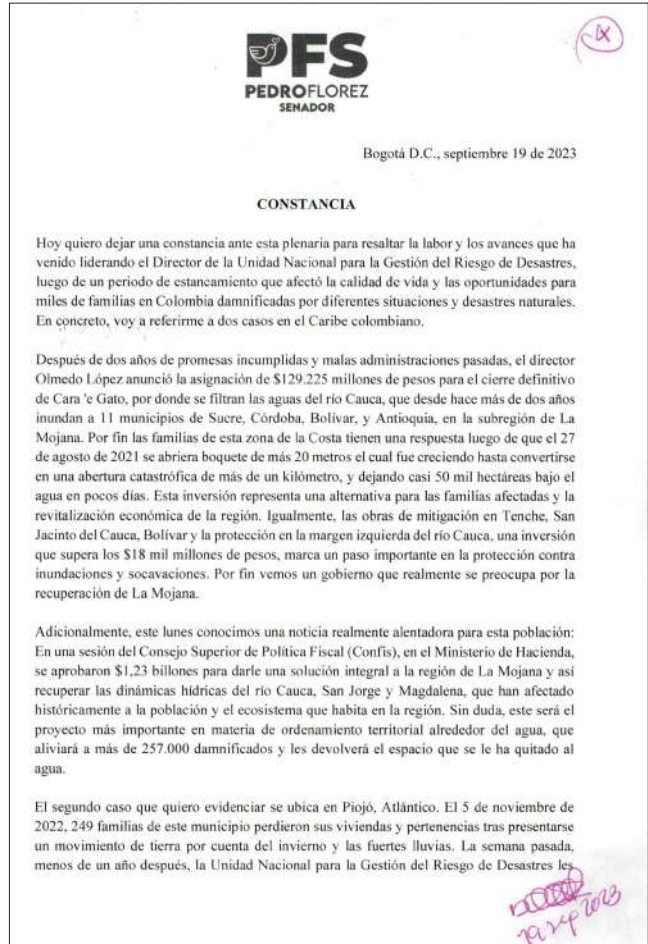 4
PFS
PEDROFLOREZ
SENADOR
Bogotá D.C., septiembre 19 de 2023
CONSTANCIA
Hoy quiero dejar una constancia ante esta plenaria para resaltar la labor y los avances que ha
venido liderando el Director de la Unidad Nacional para la Gestión del Riesgo de Desastres,
luego de un periodo de estancamiento que afectó la calidad de vida y las oportunidades para
miles de familias en Colombia damnificadas por diferentes situaciones y desastres naturales.
En concreto, voy a referirme a dos casos en el Caribe colombiano.
Después de dos años de promesas incumplidas y malas administraciones pasadas, el director
Olmedo López anunció la asignación de $129.225 millones de pesos para el cierre definitivo
de Cara 'e Gato, por donde se filtran las aguas del río Cauca, que desde hace más de dos años
inundan a 11 municipios de Sucre, Córdoba, Bolívar, y Antioquia, en la subregión de La
Mojana. Por fin las familias de esta zona de la Costa tienen una respuesta luego de que el 27
de agosto de 2021 se abriera boquete de más 20 metros el cual fue creciendo hasta convertirse
en una abertura catastrófica de más de un kilómetro, y dejando casi 50 mil hectáreas bajo el
agua en pocos días. Esta inversión representa una alternativa para las familias afectadas y la
revitalización económica de la región. Igualmente, las obras de mitigación en Tenche, San
Jacinto del Cauca, Bolívar y la protección en la margen izquierda del río Cauca, una inversión
que supera los $18 mil millones de pesos, marca un paso importante en la protección contra
inundaciones y socavaciones. Por fin vemos un gobierno que realmente se preocupa por la
recuperación de La Mojana.
Adicionalmente, este lunes conocimos una noticia realmente alentadora para esta población:
En una sesión del Consejo Superior de Política Fiscal (Confis), en el Ministerio de Hacienda,
se aprobaron $1,23 billones para darle una solución integral a la región de La Mojana y así
recuperar las dinámicas hídricas del río Cauca, San Jorge y Magdalena, que han afectado
históricamente a la población y el ecosistema que habita en la región. Sin duda, este será el
proyecto más importante en materia de ordenamiento territorial alrededor del agua, que
aliviará a más de 257.000 damnificados y les devolverá el espacio que se le ha quitado al
agua.
El segundo caso que quiero evidenciar se ubica en Piojó, Atlántico. El 5 de noviembre de
2022, 249 familias de este municipio perdieron sus viviendas y pertenencias tras presentarse
un movimiento de tierra por cuenta del invierno y las fuertes lluvias. La semana pasada,
menos de un año después, la Unidad Nacional para la Gestión del Riesgo de Desastres les
19 sep 2023